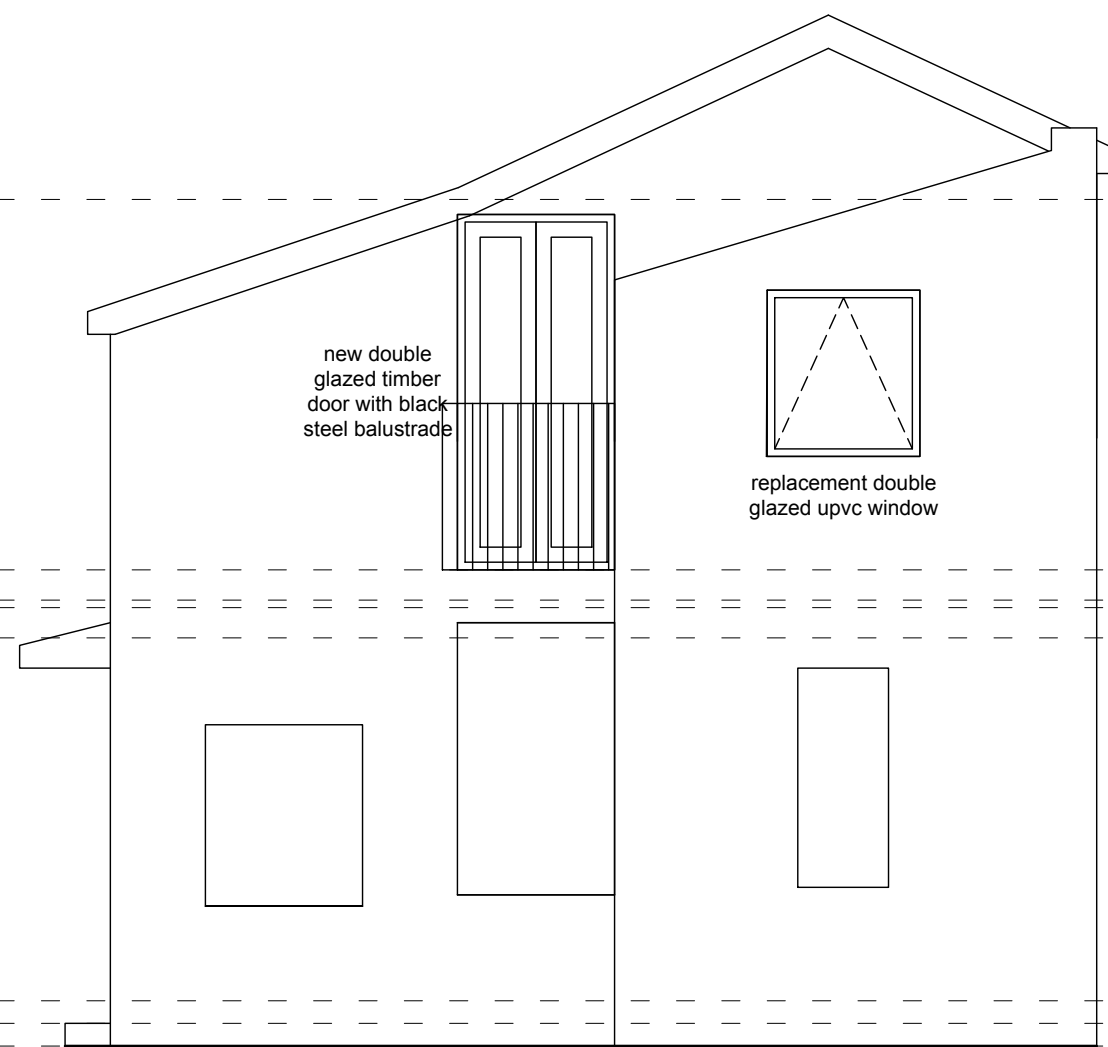 new double
glazed timber
door with black
steel balustrade
replacement double
glazed upvc window